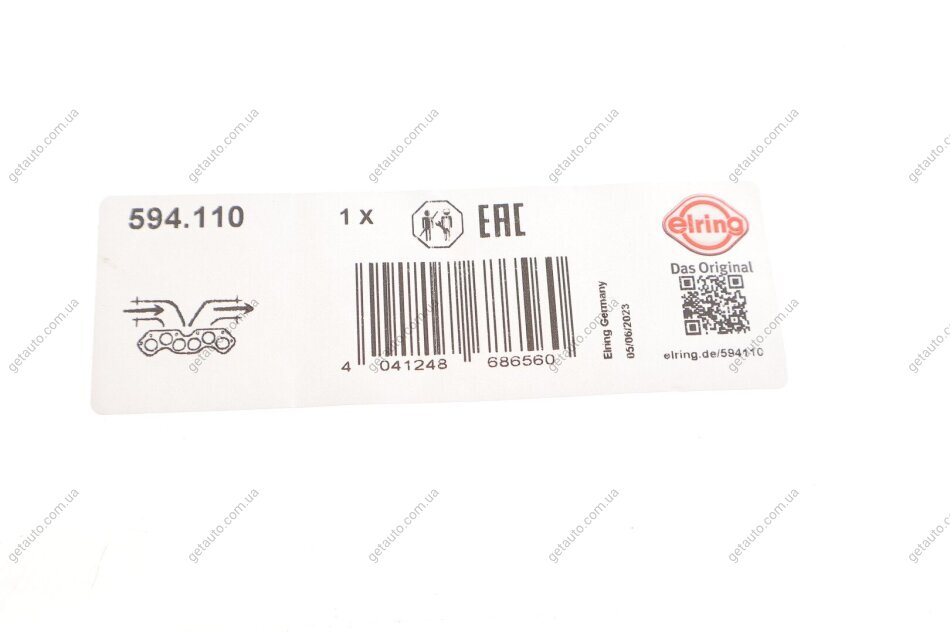 594.110
1 X
EAC
elring
Das Original
elring.de/594110
Elring Germany
05/06/2023
4 041248 686560
getauto.com.ua